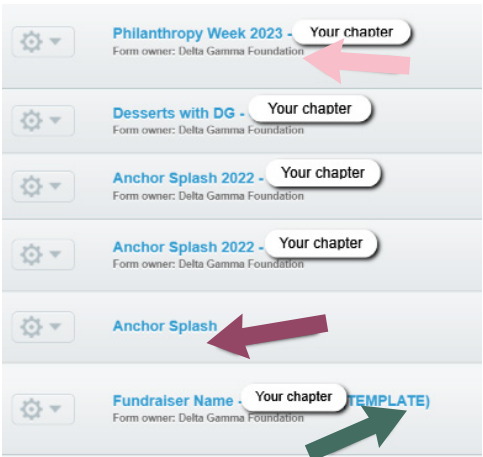 Philanthropy Week 2023 - Your chapter
Form owner: Delta Gamma Foundation
Desserts with DG - Your chapter
Form owner: Delta Gamma Foundation
Anchor Splash 2022 - Your chapter
Form owner: Delta Gamma Foundation
Anchor Splash 2022 - Your chapter
Form owner: Delta Gamma Foundation
Anchor Splash
Fundraiser Name - Your chapter TEMPLATE)
Form owner: Delta Gamma Foundation